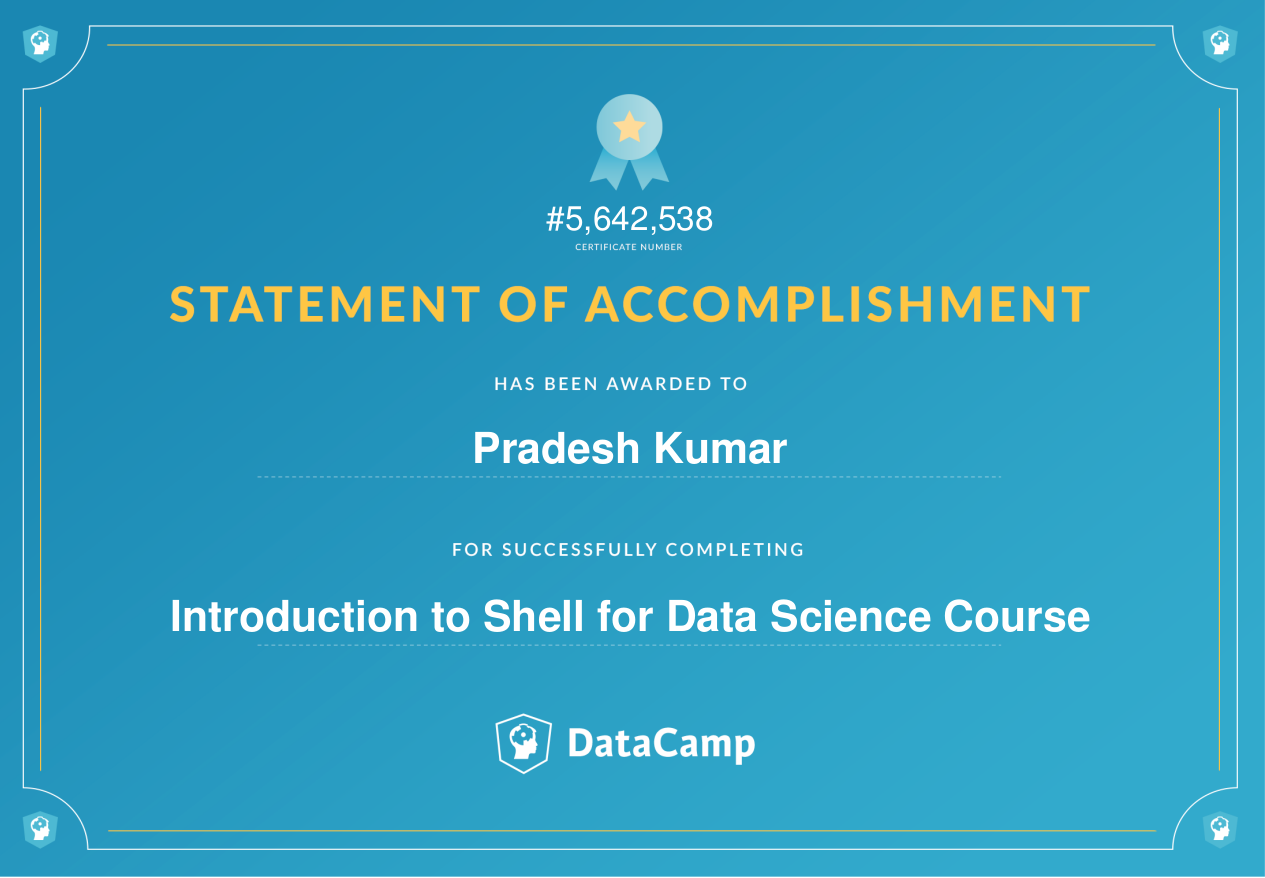 #5,642,538
CERTIFICATE NUMBER
STATEMENT OF ACCOMPLISHMENT
HAS BEEN AWARDED TO
Pradesh Kumar
FOR SUCCESSFULLY COMPLETING
Introduction to Shell for Data Science Course
DataCamp